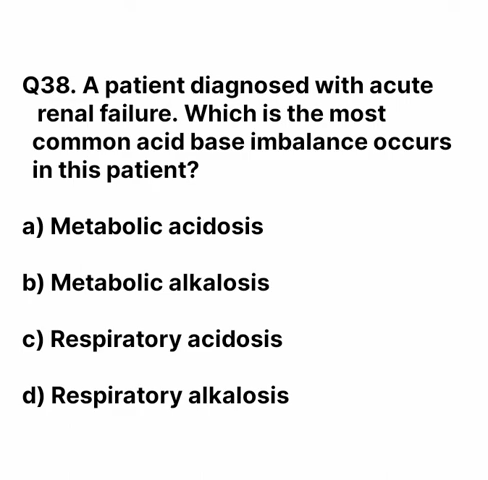 Q38. A patient diagnosed with acute
renal failure. Which is the most
common acid base imbalance occurs
in this patient?
a) Metabolic acidosis
b) Metabolic alkalosis
c) Respiratory acidosis
d) Respiratory alkalosis